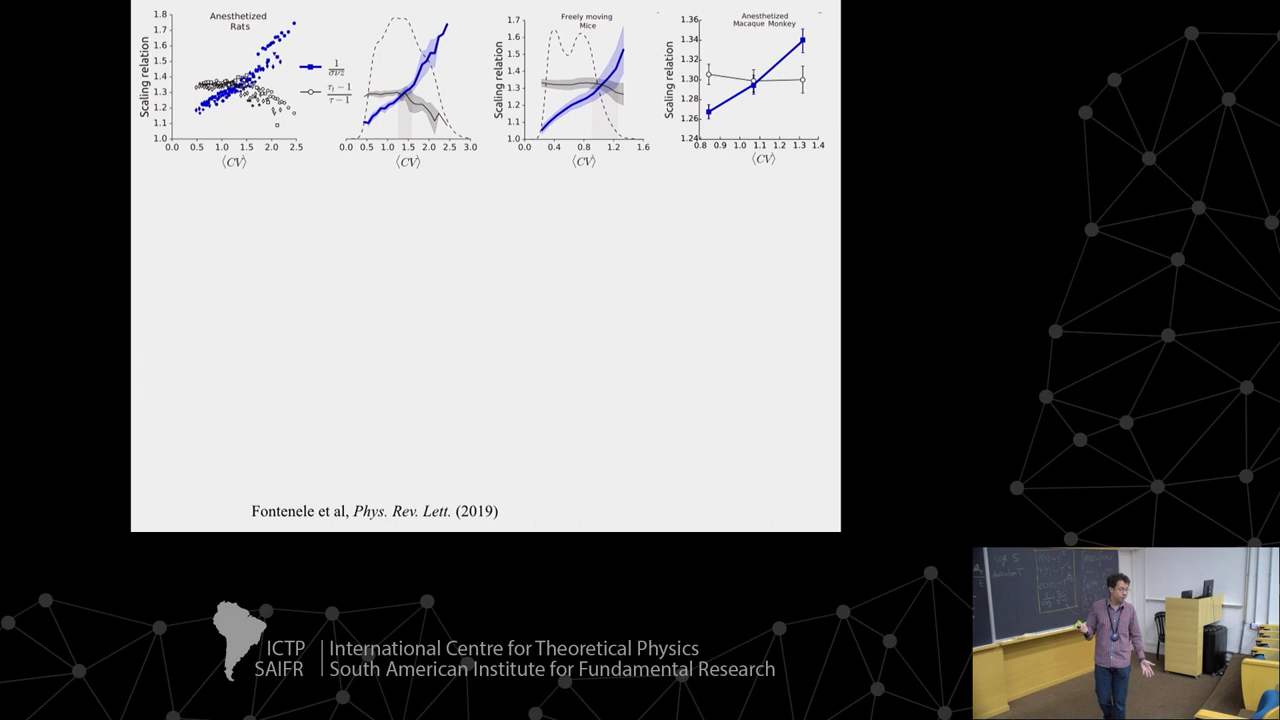 Anesthetized
Rats
Scaling relation
1.8
1.7
1.6
1.5
1.4
1.3
1.2
1.1
1.0
0.0 0.5 1.0 1.5 2.0 2.5
⟨CV⟩
1/σνz
τt − 1 / τ − 1
0.0 0.5 1.0 1.5 2.0 2.5 3.0
⟨CV⟩
Freely moving
Mice
Scaling relation
1.7
1.6
1.5
1.4
1.3
1.2
1.1
1.0
0.0 0.4 0.8 1.2 1.6
⟨CV⟩
Anesthetized
Macaque Monkey
Scaling relation
1.36
1.34
1.32
1.30
1.28
1.26
1.24
0.8 0.9 1.0 1.1 1.2 1.3 1.4
⟨CV⟩
Fontenele et al, Phys. Rev. Lett. (2019)
ICTP International Centre for Theoretical Physics
SAIFR South American Institute for Fundamental Research